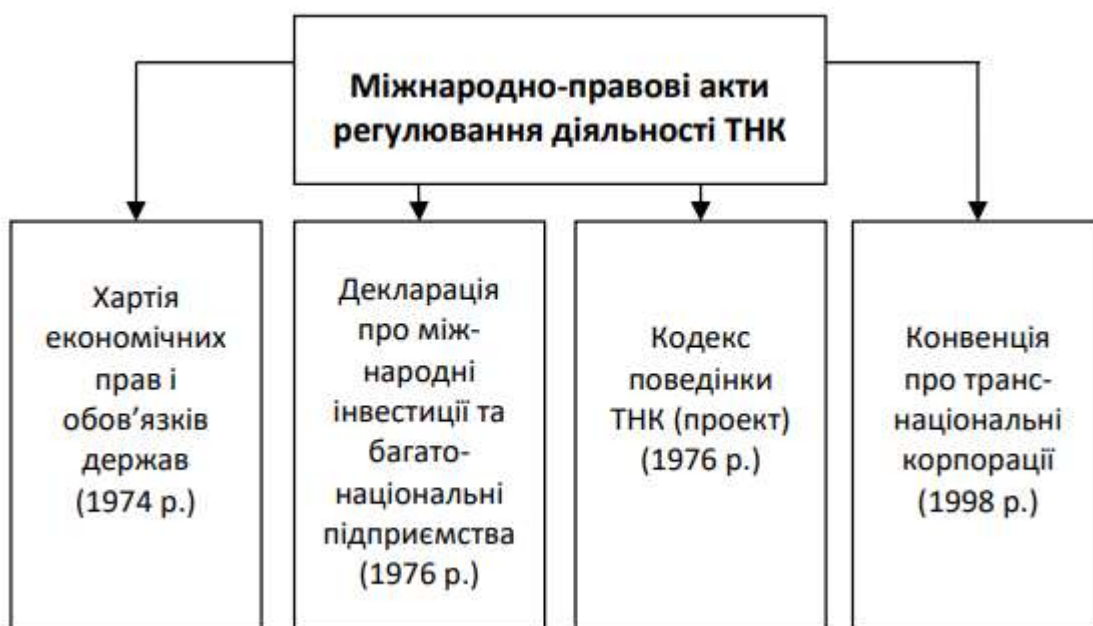 Міжнародно-правові акти
регулювання діяльності ТНК
Хартія
економічних
прав і
обов’язків
держав
(1974 р.)
Декларація
про між-
народні
інвестиції та
багато-
національні
підприємства
(1976 р.)
Кодекс
поведінки
ТНК (проект)
(1976 р.)
Конвенція
про транс-
національні
корпорації
(1998 р.)